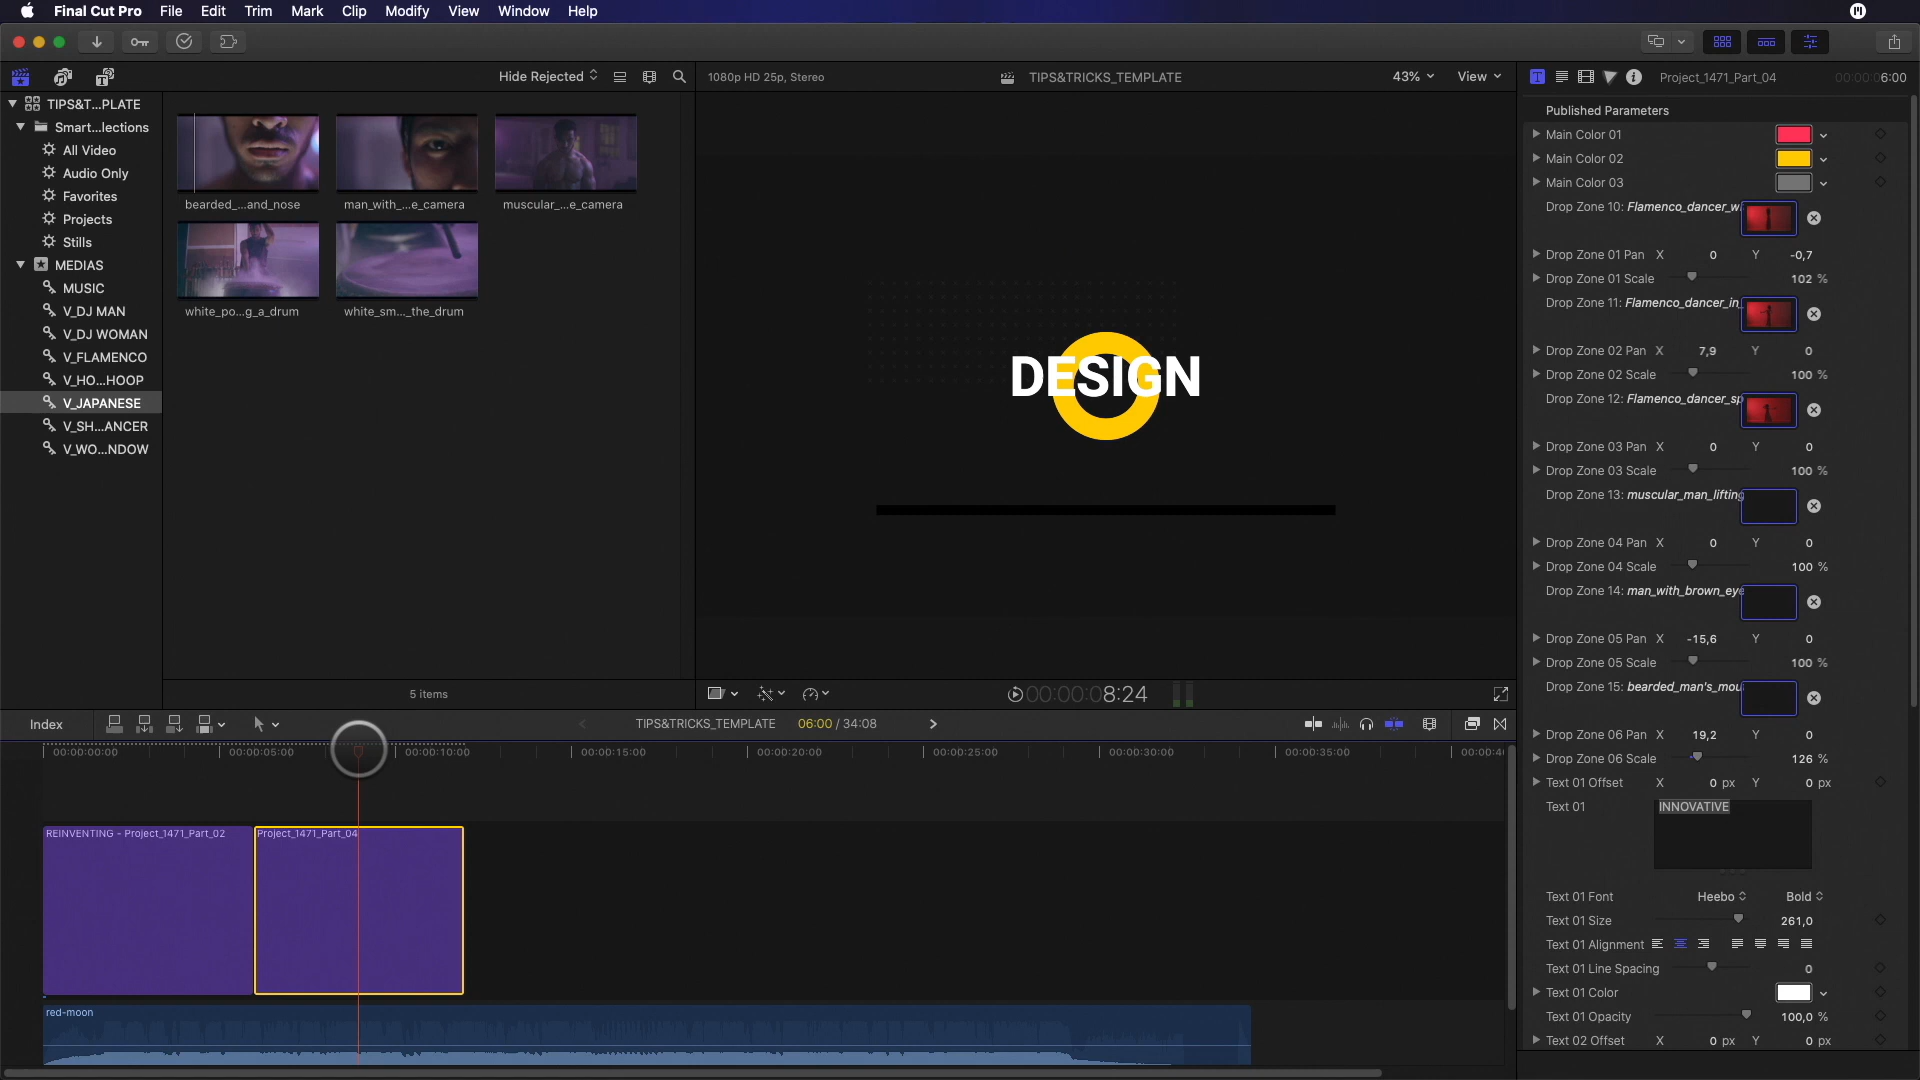 Final Cut Pro File Edit Trim Mark Clip Modify View Window Help
Hide Rejected
1080p HD 25p, Stereo
TIPS&TRICKS_TEMPLATE
43%
View
Project_1471_Part_04
00:00:06:00
TIPS&T...PLATE
Smart...lections
All Video
Audio Only
Favorites
Projects
Stills
MEDIAS
MUSIC
V_DJ MAN
V_DJ WOMAN
V_FLAMENCO
V_HO...HOOP
V_JAPANESE
V_SH...ANCER
V_WO...NDOW
bearded_...and_nose
man_with_...e_camera
muscular_...e_camera
white_po...g_a_drum
white_sm..._the_drum
5 items
DESIGN
00:00:08:24
Published Parameters
Main Color 01
Main Color 02
Main Color 03
Drop Zone 10: Flamenco_dancer_w
Drop Zone 01 Pan X 0 Y -0,7
Drop Zone 01 Scale 102 %
Drop Zone 11: Flamenco_dancer_in_
Drop Zone 02 Pan X 7,9 Y 0
Drop Zone 02 Scale 100 %
Drop Zone 12: Flamenco_dancer_sp
Drop Zone 03 Pan X 0 Y 0
Drop Zone 03 Scale 100 %
Drop Zone 13: muscular_man_lifting
Drop Zone 04 Pan X 0 Y 0
Drop Zone 04 Scale 100 %
Drop Zone 14: man_with_brown_eye
Drop Zone 05 Pan X -15,6 Y 0
Drop Zone 05 Scale 100 %
Drop Zone 15: bearded_man's_mou
Drop Zone 06 Pan X 19,2 Y 0
Drop Zone 06 Scale 126 %
Text 01 Offset X 0 px Y 0 px
Text 01 INNOVATIVE
Text 01 Font Heebo Bold
Text 01 Size 261,0
Text 01 Alignment
Text 01 Line Spacing 0
Text 01 Color
Text 01 Opacity 100,0 %
Text 02 Offset X 0 px Y 0 px
Index
TIPS&TRICKS_TEMPLATE 06:00 / 34:08
00:00:00:00 00:00:05:00 00:00:10:00 00:00:15:00 00:00:20:00 00:00:25:00 00:00:30:00 00:00:35:00 00:00:4
REINVENTING - Project_1471_Part_02
Project_1471_Part_04
red-moon